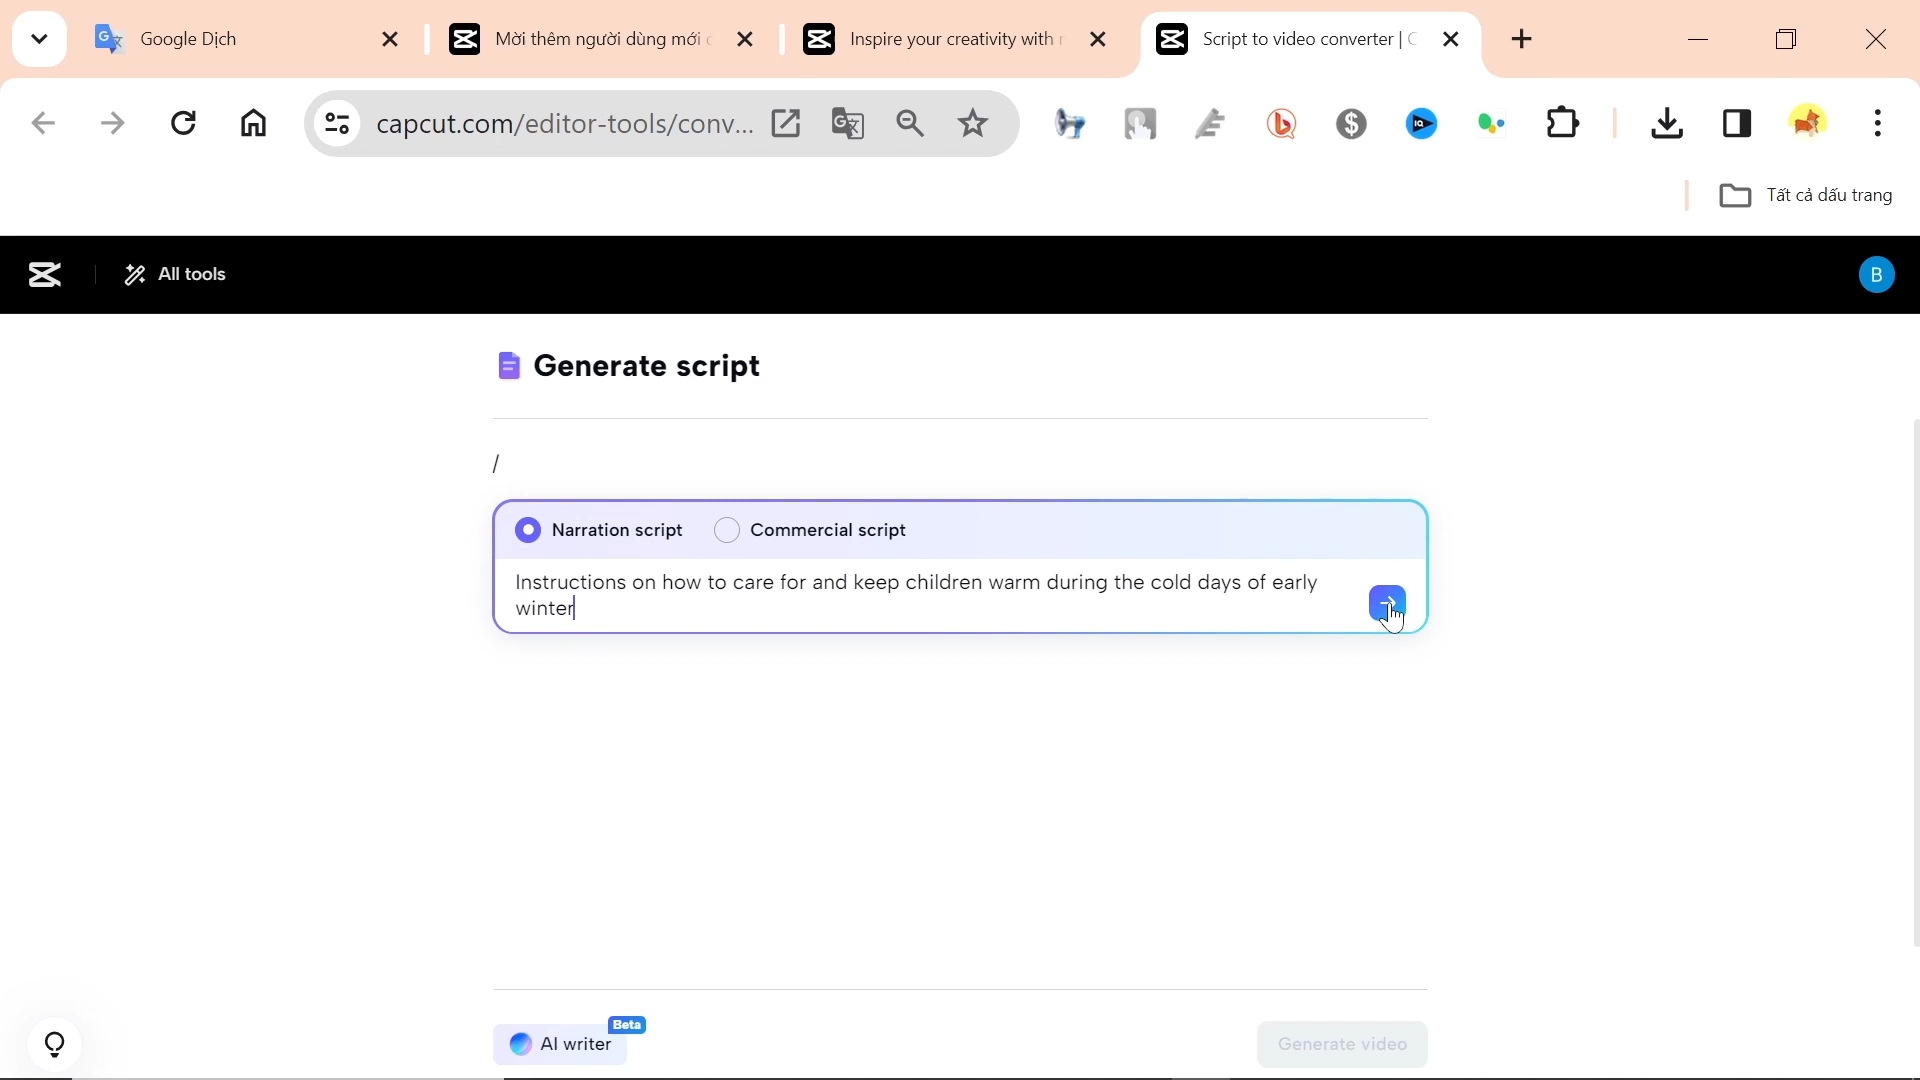 Google Dịch
Mời thêm người dùng mới
Inspire your creativity with
Script to video converter |
capcut.com/editor-tools/conv...
Tất cả dấu trang
All tools
B
Generate script
/
Narration script
Commercial script
Instructions on how to care for and keep children warm during the cold days of early
winter
Beta
AI writer
Generate video